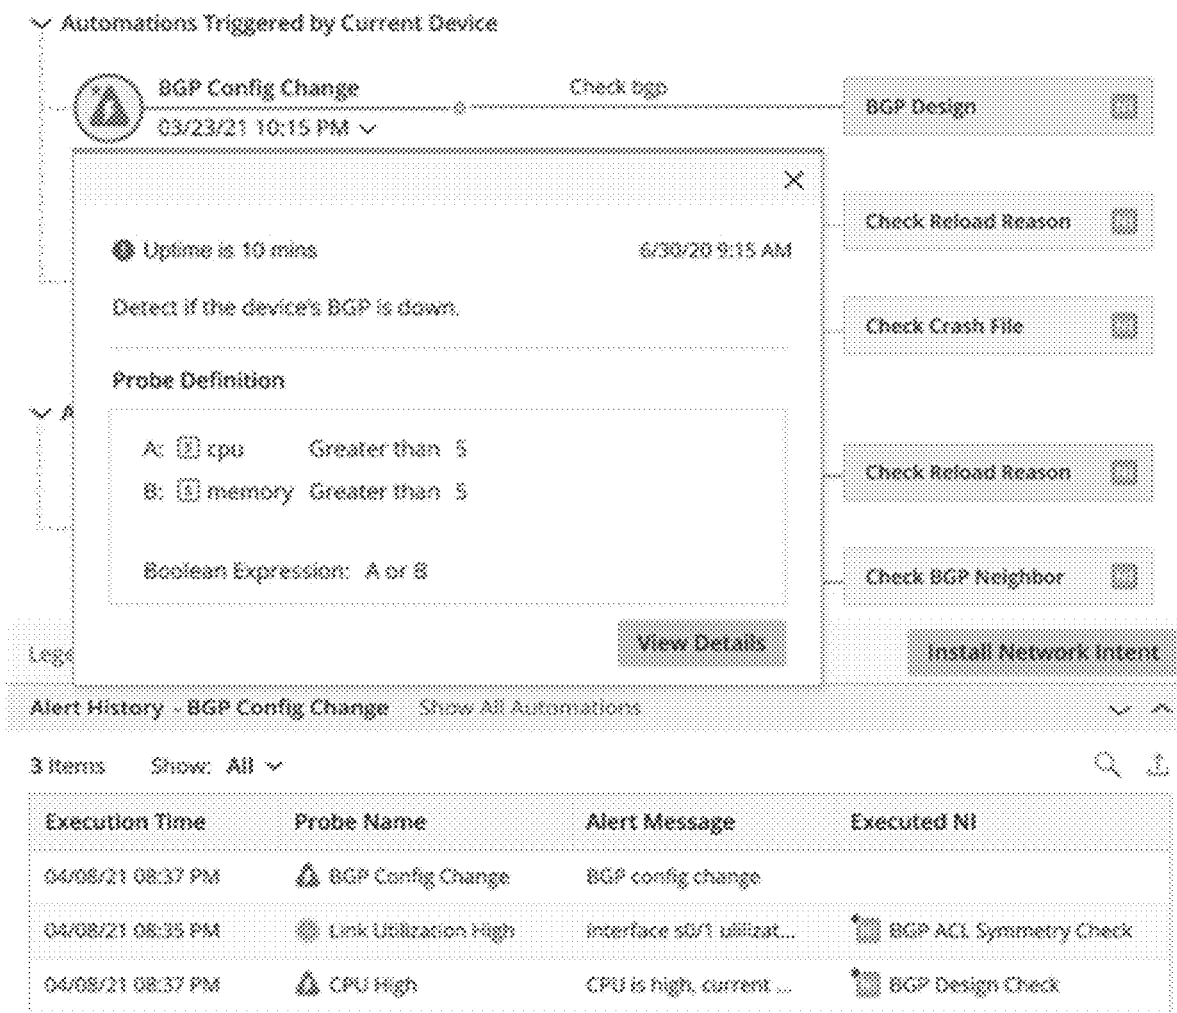 Automations Triggered by Current Device
BGP Config Change
Check bgp
BGP Design
03/23/21 10:15 PM
Check Reload Reason
Uptime is 10 mins
6/30/20 9:15 AM
Detect if the device's BGP is down.
Check Crash File
Probe Definition
A
A: cpu Greater than 5
Check Reload Reason
B: memory Greater than 5
Boolean Expression: A or B
Check BGP Neighbor
View Details
Lege
Install Network Intent
Alert History - BGP Config Change Show All Automations
3 Items Show: All
Execution Time Probe Name Alert Message Executed NI
04/08/21 08:37 PM BGP Config Change BGP config change
04/08/21 08:35 PM Link Utilization High Interface s0/1 utilizat... BGP ACL Symmetry Check
04/08/21 08:37 PM CPU High CPU is high, current ... BGP Design Check